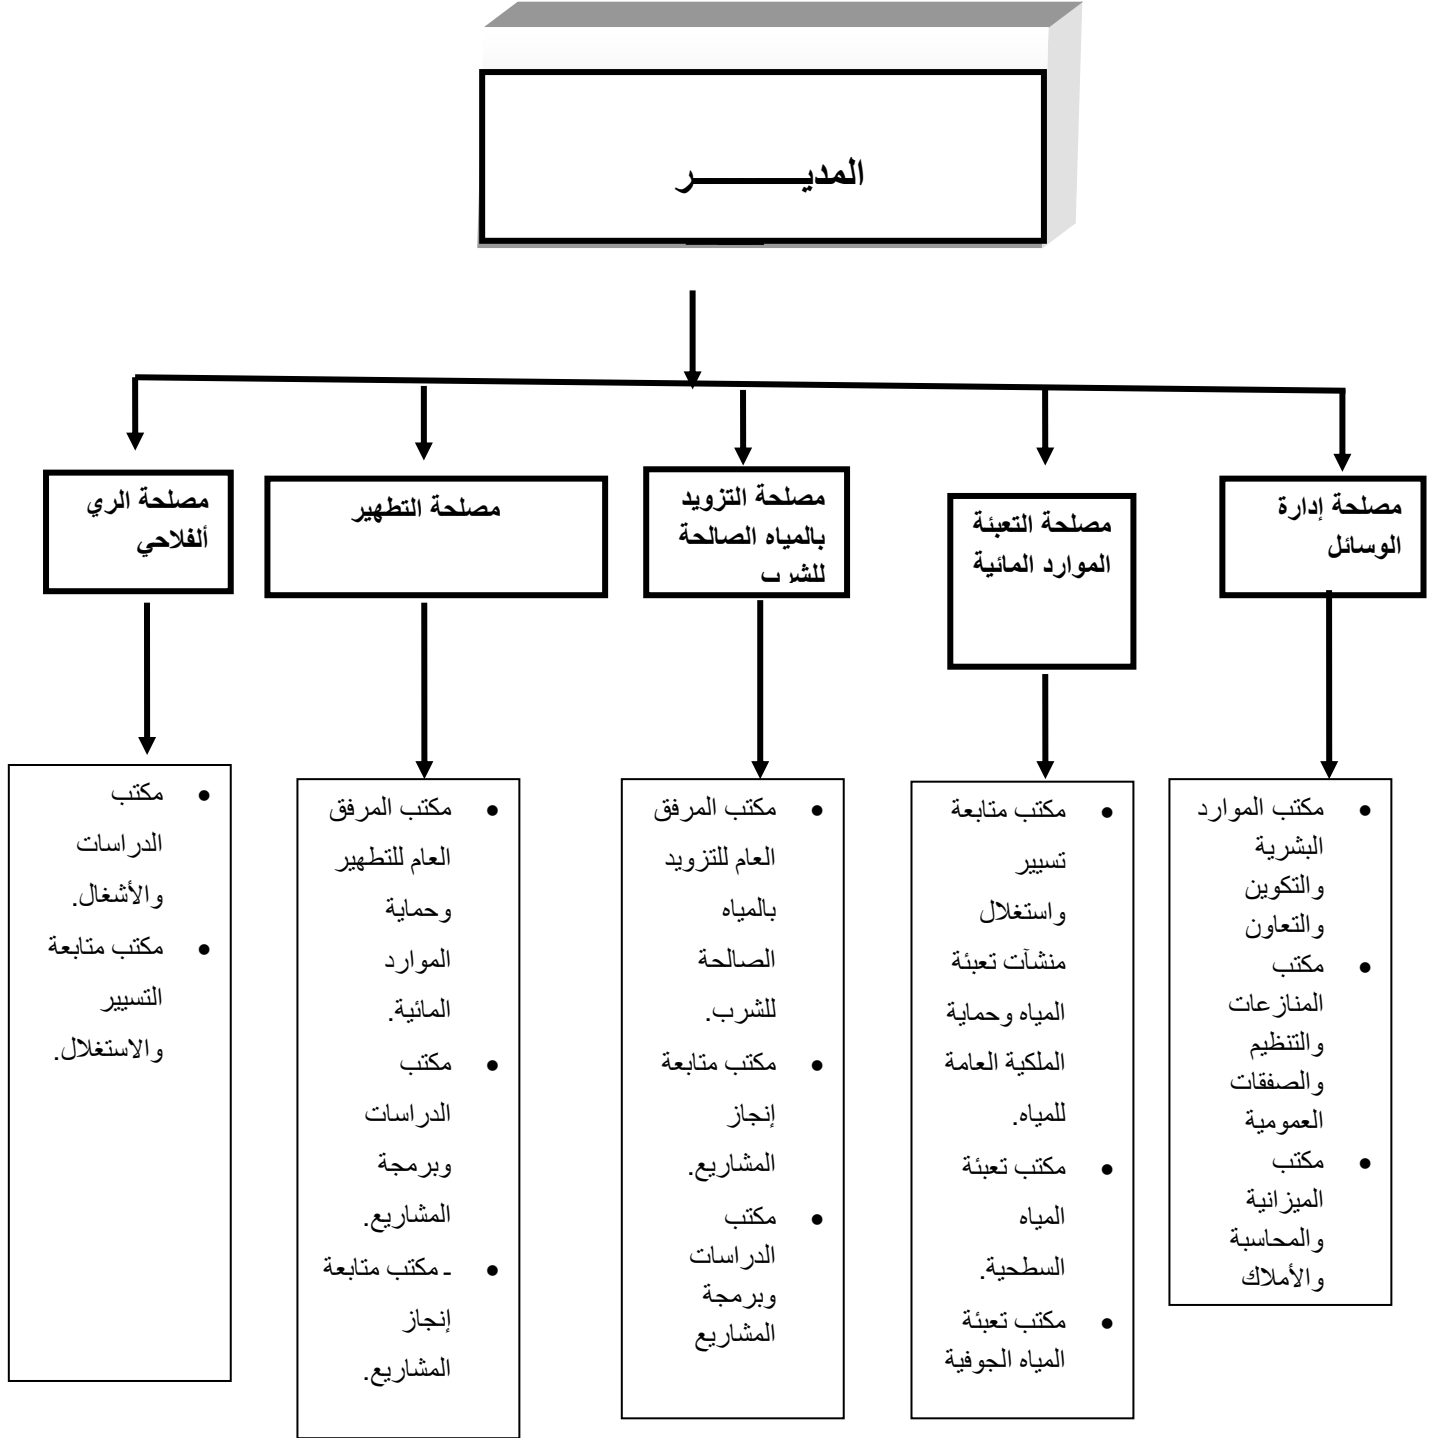 المديـــــــــــر
مصلحة إدارة
الوسائل
مصلحة التعبئة
الموارد المائية
مصلحة التزويد
بالمياه الصالحة
للشرب
مصلحة التطهير
مصلحة الري
ألفلاحي
• مكتب الموارد
البشرية
والتكوين
والتعاون
• مكتب
المنازعات
والتنظيم
والصفقات
العمومية
• مكتب
الميزانية
والمحاسبة
والأملاك
• مكتب متابعة
تسيير
واستغلال
منشآت تعبئة
المياه وحماية
الملكية العامة
للمياه.
• مكتب تعبئة
المياه
السطحية.
• مكتب تعبئة
المياه الجوفية
• مكتب المرفق
العام للتزويد
بالمياه
الصالحة
للشرب.
• مكتب متابعة
إنجاز
المشاريع.
• مكتب
الدراسات
وبرمجة
المشاريع
• مكتب المرفق
العام للتطهير
وحماية
الموارد
المائية.
• مكتب
الدراسات
وبرمجة
المشاريع.
• ـ مكتب متابعة
إنجاز
المشاريع.
• مكتب
الدراسات
والأشغال.
• مكتب متابعة
التسيير
والاستغلال.